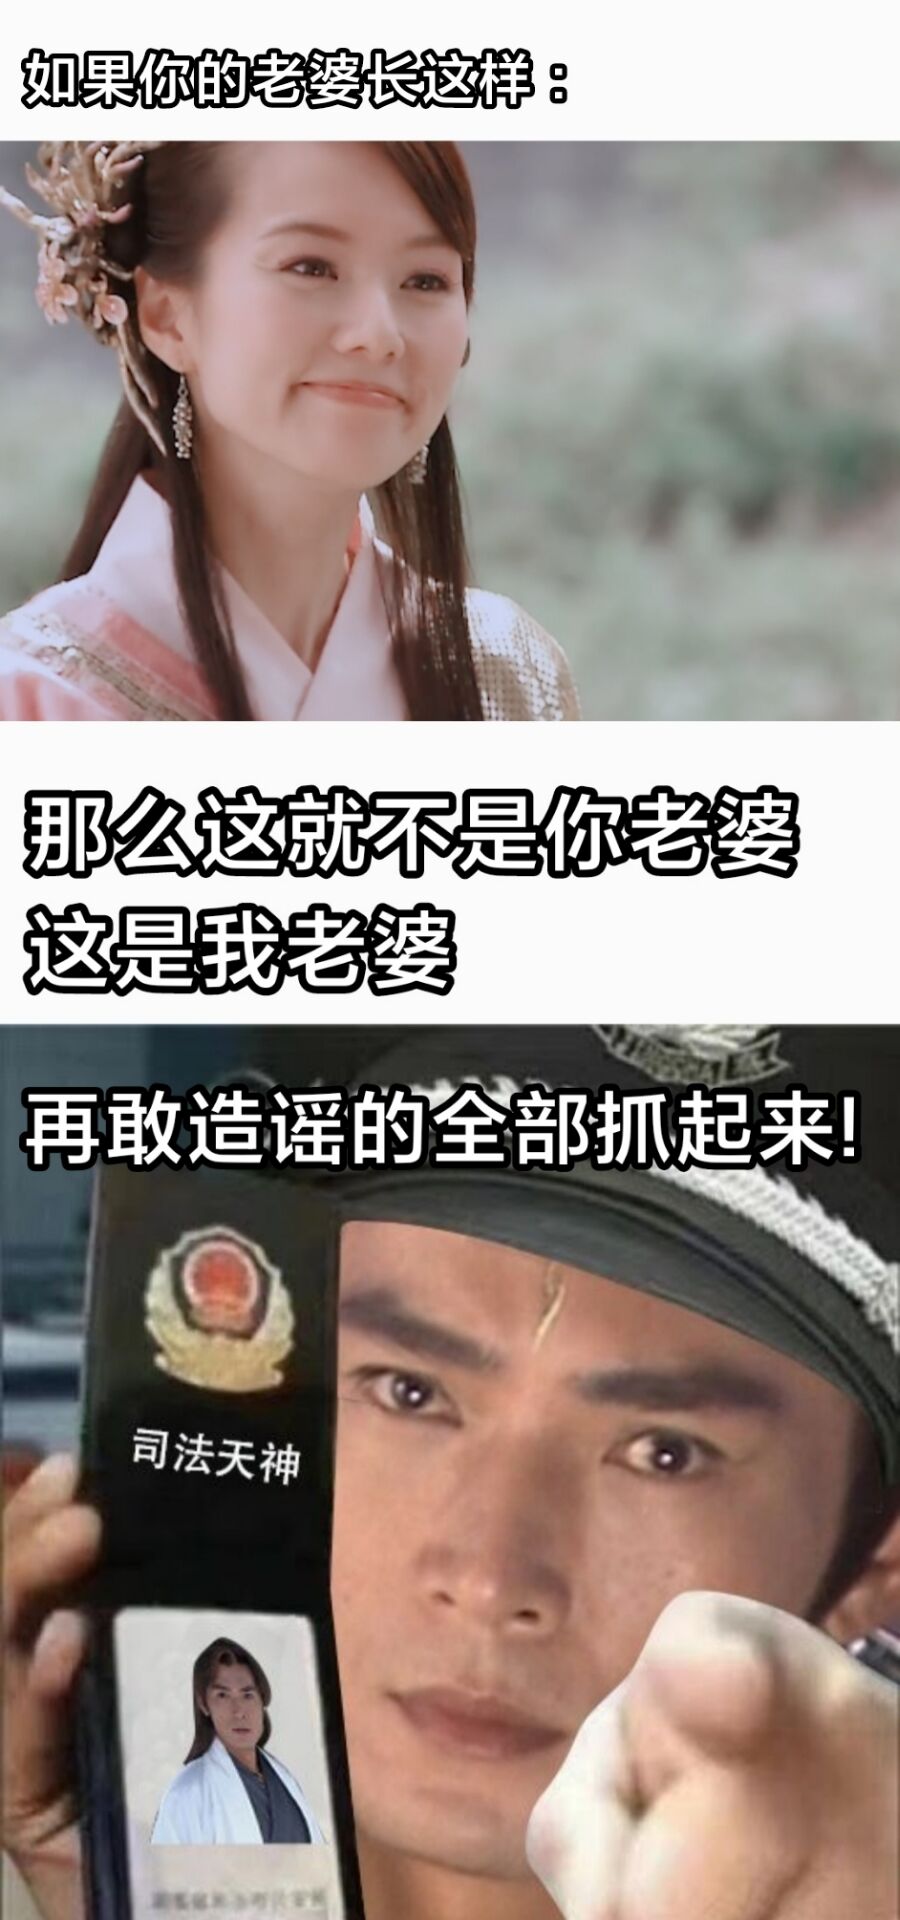 如果你的老婆长这样：
那么这就不是你老婆
这是我老婆
再敢造谣的全部抓起来!
司法天神